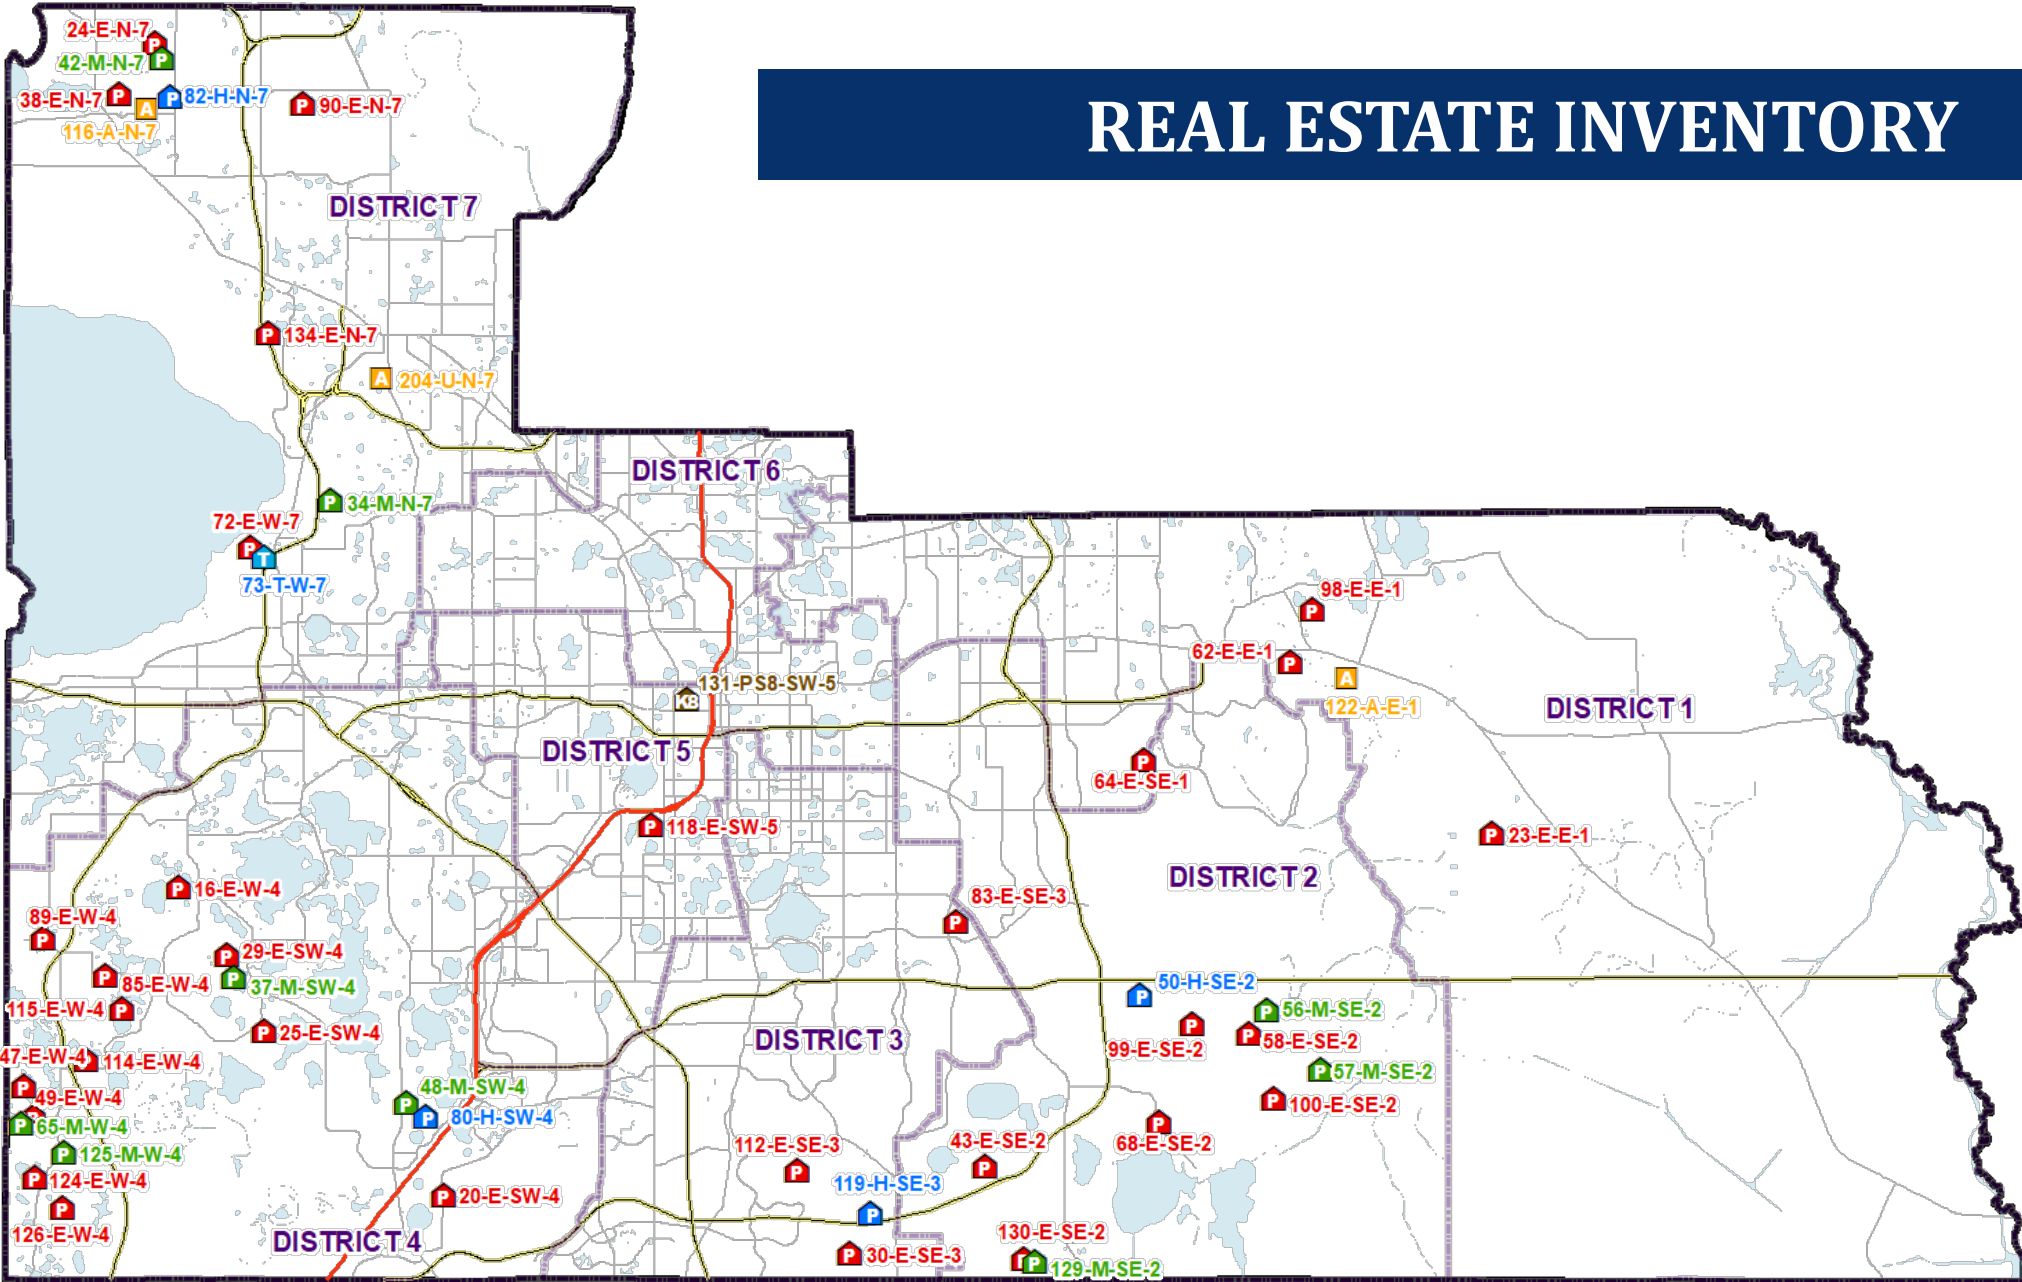 REAL ESTATE INVENTORY
24-E-N-7
P
42-M-N-7
P
38-E-N-7
P
A
P
82-H-N-7
116-A-N-7
P
90-E-N-7
DISTRICT 7
P
134-E-N-7
A
204-U-N-7
DISTRICT 6
P
34-M-N-7
72-E-W-7
P
T
73-T-W-7
98-E-E-1
P
62-E-E-1
P
A
122-A-E-1
131-PS8-SW-5
KB
DISTRICT 1
DISTRICT 5
P
64-E-SE-1
P
118-E-SW-5
P
23-E-E-1
DISTRICT 2
P
16-E-W-4
83-E-SE-3
P
89-E-W-4
P
P
29-E-SW-4
P
37-M-SW-4
P
85-E-W-4
115-E-W-4
P
50-H-SE-2
P
P
56-M-SE-2
P
25-E-SW-4
DISTRICT 3
P
99-E-SE-2
P
58-E-SE-2
47-E-W-4
114-E-W-4
P
57-M-SE-2
P
49-E-W-4
48-M-SW-4
P
P
80-H-SW-4
P
100-E-SE-2
P
65-M-W-4
P
68-E-SE-2
P
125-M-W-4
112-E-SE-3
P
43-E-SE-2
P
P
124-E-W-4
119-H-SE-3
P
P
20-E-SW-4
P
126-E-W-4
DISTRICT 4
P
30-E-SE-3
130-E-SE-2
P
129-M-SE-2